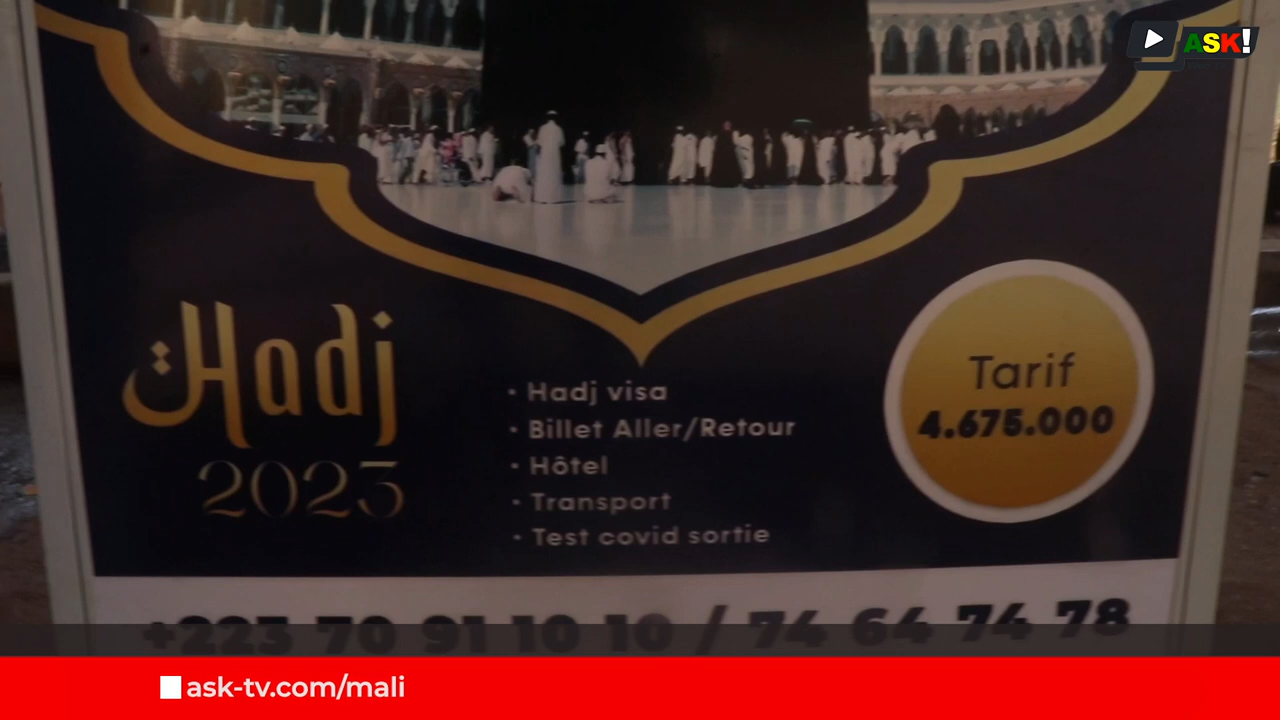 ASK!
Hadj
2023
• Hadj visa
• Billet Aller/Retour
• Hôtel
• Transport
• Test covid sortie
Tarif
4.675.000
+223 70 91 10 10 / 74 64 74 78
ask-tv.com/mali